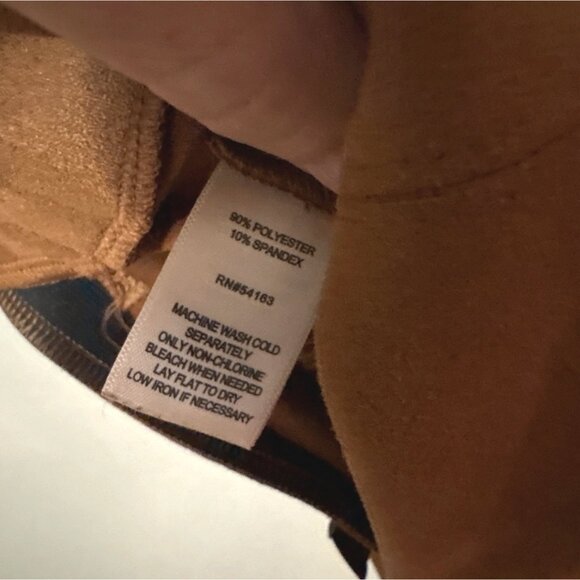 90% POLYESTER
10% SPANDEX
RN#54163
MACHINE WASH COLD
SEPARATELY
ONLY NON-CHLORINE
BLEACH WHEN NEEDED
LAY FLAT TO DRY
LOW IRON IF NECESSARY